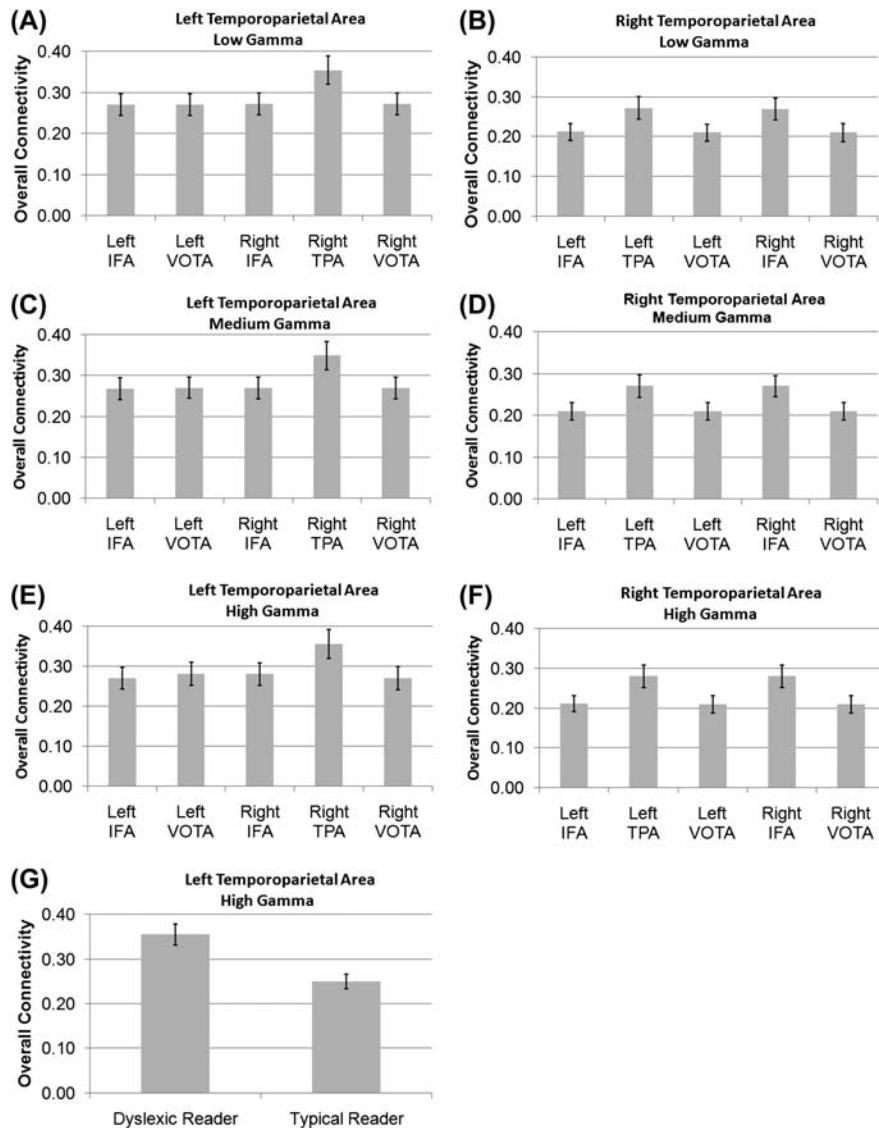 (A)
Left Temporoparietal Area
Low Gamma
Overall Connectivity
0.40
0.30
0.20
0.10
0.00
Left IFA
Left VOTA
Right IFA
Right TPA
Right VOTA
(B)
Right Temporoparietal Area
Low Gamma
Overall Connectivity
0.40
0.30
0.20
0.10
0.00
Left IFA
Left TPA
Left VOTA
Right IFA
Right VOTA
(C)
Left Temporoparietal Area
Medium Gamma
Overall Connectivity
0.40
0.30
0.20
0.10
0.00
Left IFA
Left VOTA
Right IFA
Right TPA
Right VOTA
(D)
Right Temporoparietal Area
Medium Gamma
Overall Connectivity
0.40
0.30
0.20
0.10
0.00
Left IFA
Left TPA
Left VOTA
Right IFA
Right VOTA
(E)
Left Temporoparietal Area
High Gamma
Overall Connectivity
0.40
0.30
0.20
0.10
0.00
Left IFA
Left VOTA
Right IFA
Right TPA
Right VOTA
(F)
Right Temporoparietal Area
High Gamma
Overall Connectivity
0.40
0.30
0.20
0.10
0.00
Left IFA
Left TPA
Left VOTA
Right IFA
Right VOTA
(G)
Left Temporoparietal Area
High Gamma
Overall Connectivity
0.40
0.30
0.20
0.10
0.00
Dyslexic Reader
Typical Reader